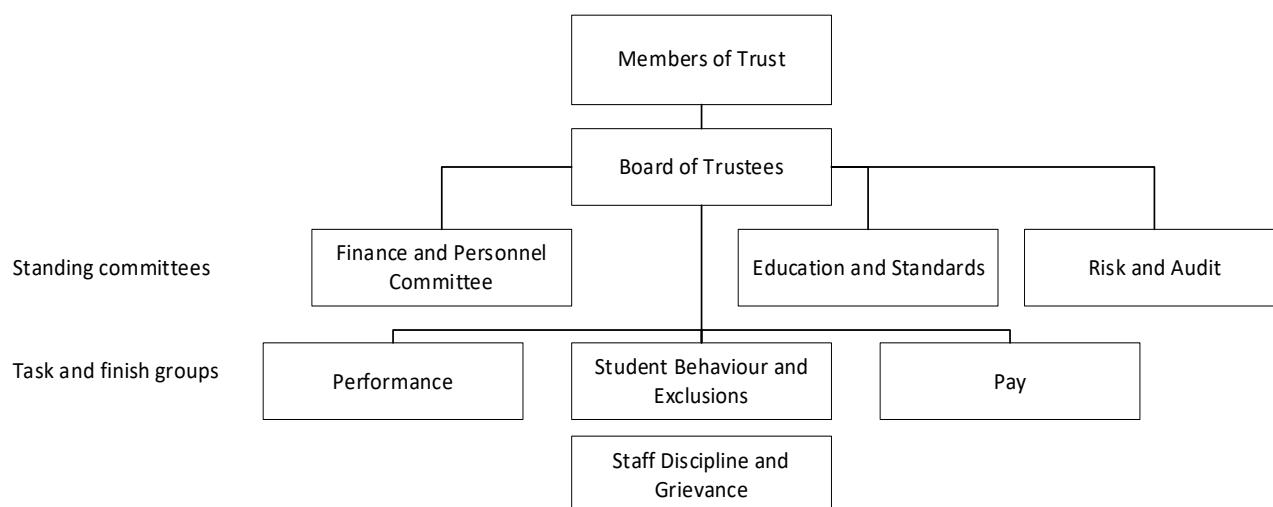 Members of Trust
Board of Trustees
Standing committees
Finance and Personnel
Committee
Education and Standards
Risk and Audit
Task and finish groups
Performance
Student Behaviour and
Exclusions
Pay
Staff Discipline and
Grievance